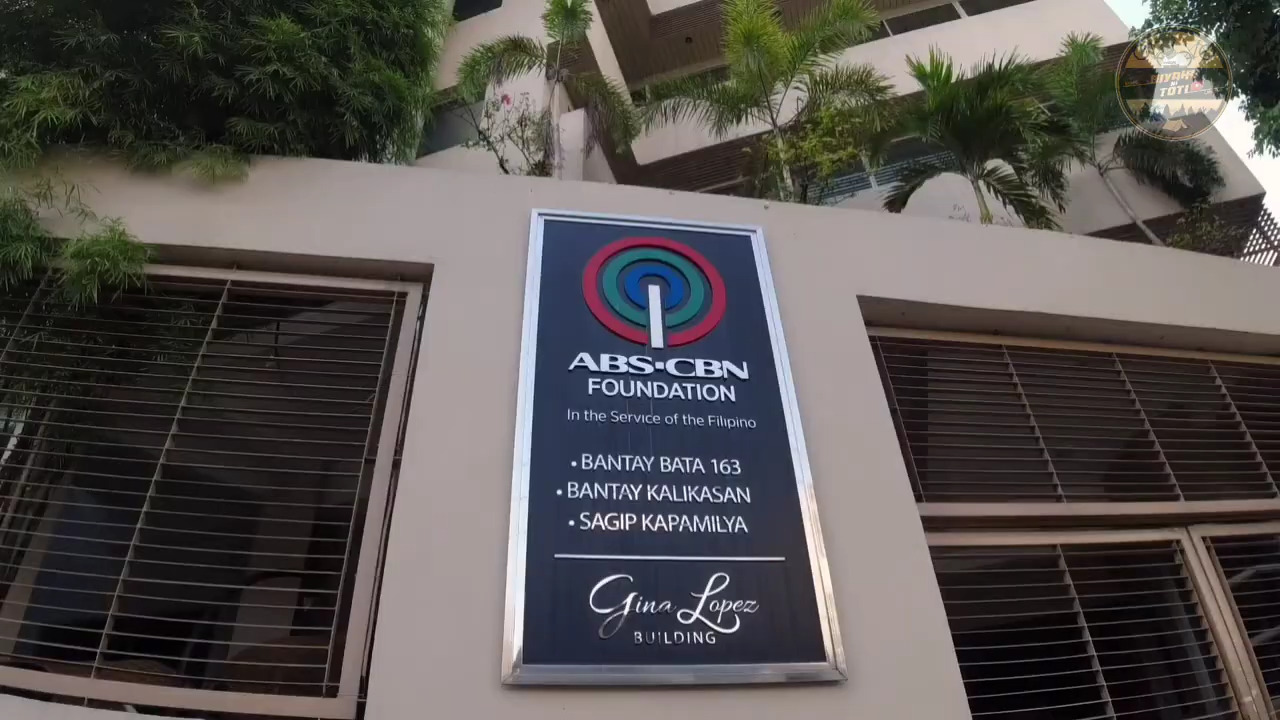 ABS-CBN
FOUNDATION
In the Service of the Filipino
• BANTAY BATA 163
• BANTAY KALIKASAN
• SAGIP KAPAMILYA
Gina Lopez
BUILDING